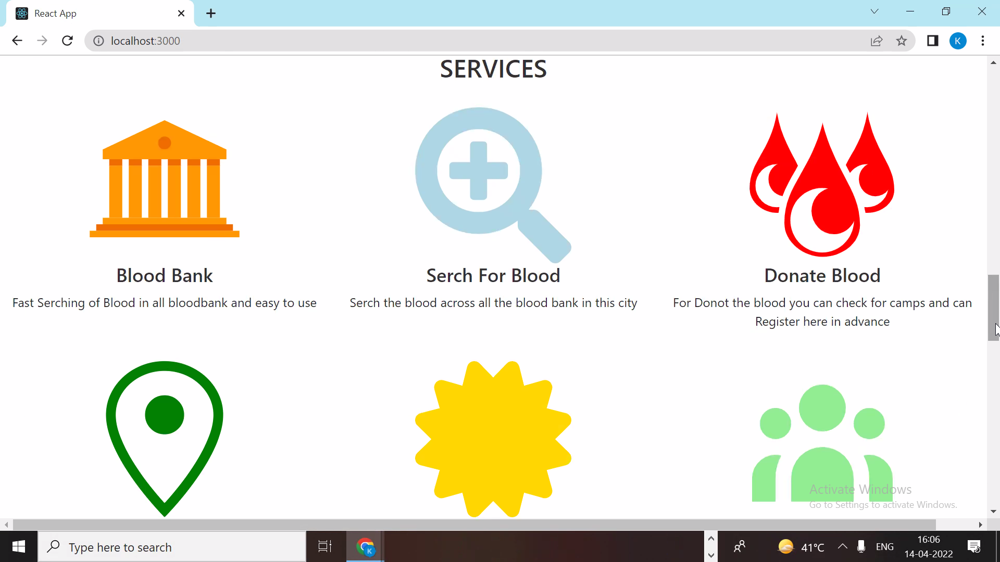 React App
localhost:3000
K
SERVICES
Blood Bank
Serch For Blood
Donate Blood
Fast Serching of Blood in all bloodbank and easy to use
Serch the blood across all the blood bank in this city
For Donot the blood you can check for camps and can
Register here in advance
Activate Windows
Go to Settings to activate Windows.
Type here to search
K
41°C
ENG
16:06
14-04-2022